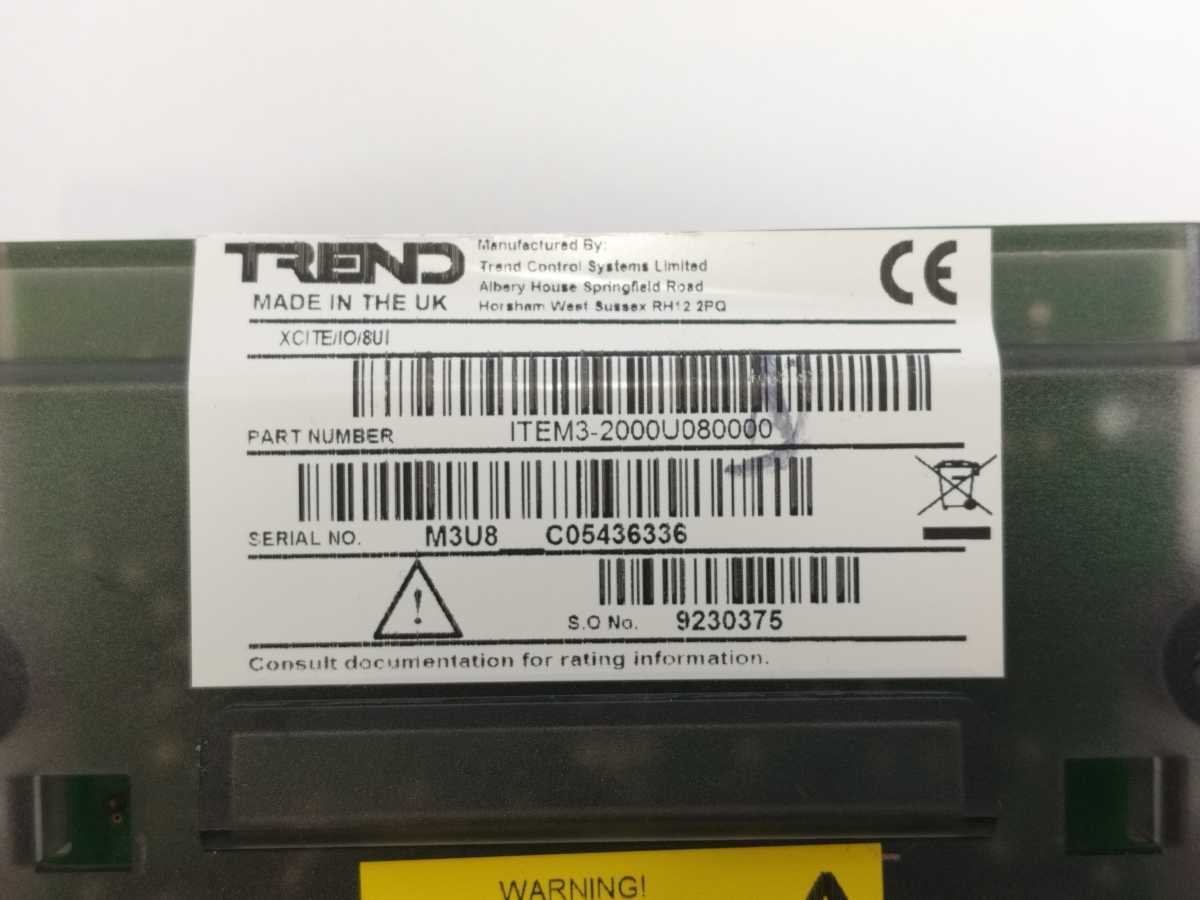 TREND
MADE IN THE UK
Manufactured By:
Trend Control Systems Limited
Albery House Springfield Road
Horsham West Sussex RH12 2PQ
CE
XCITE/IO/8UI
PART NUMBER ITEM3-2000U080000
SERIAL NO. M3U8 C05436336
!
S.O No. 9230375
Consult documentation for rating information.
WARNING!